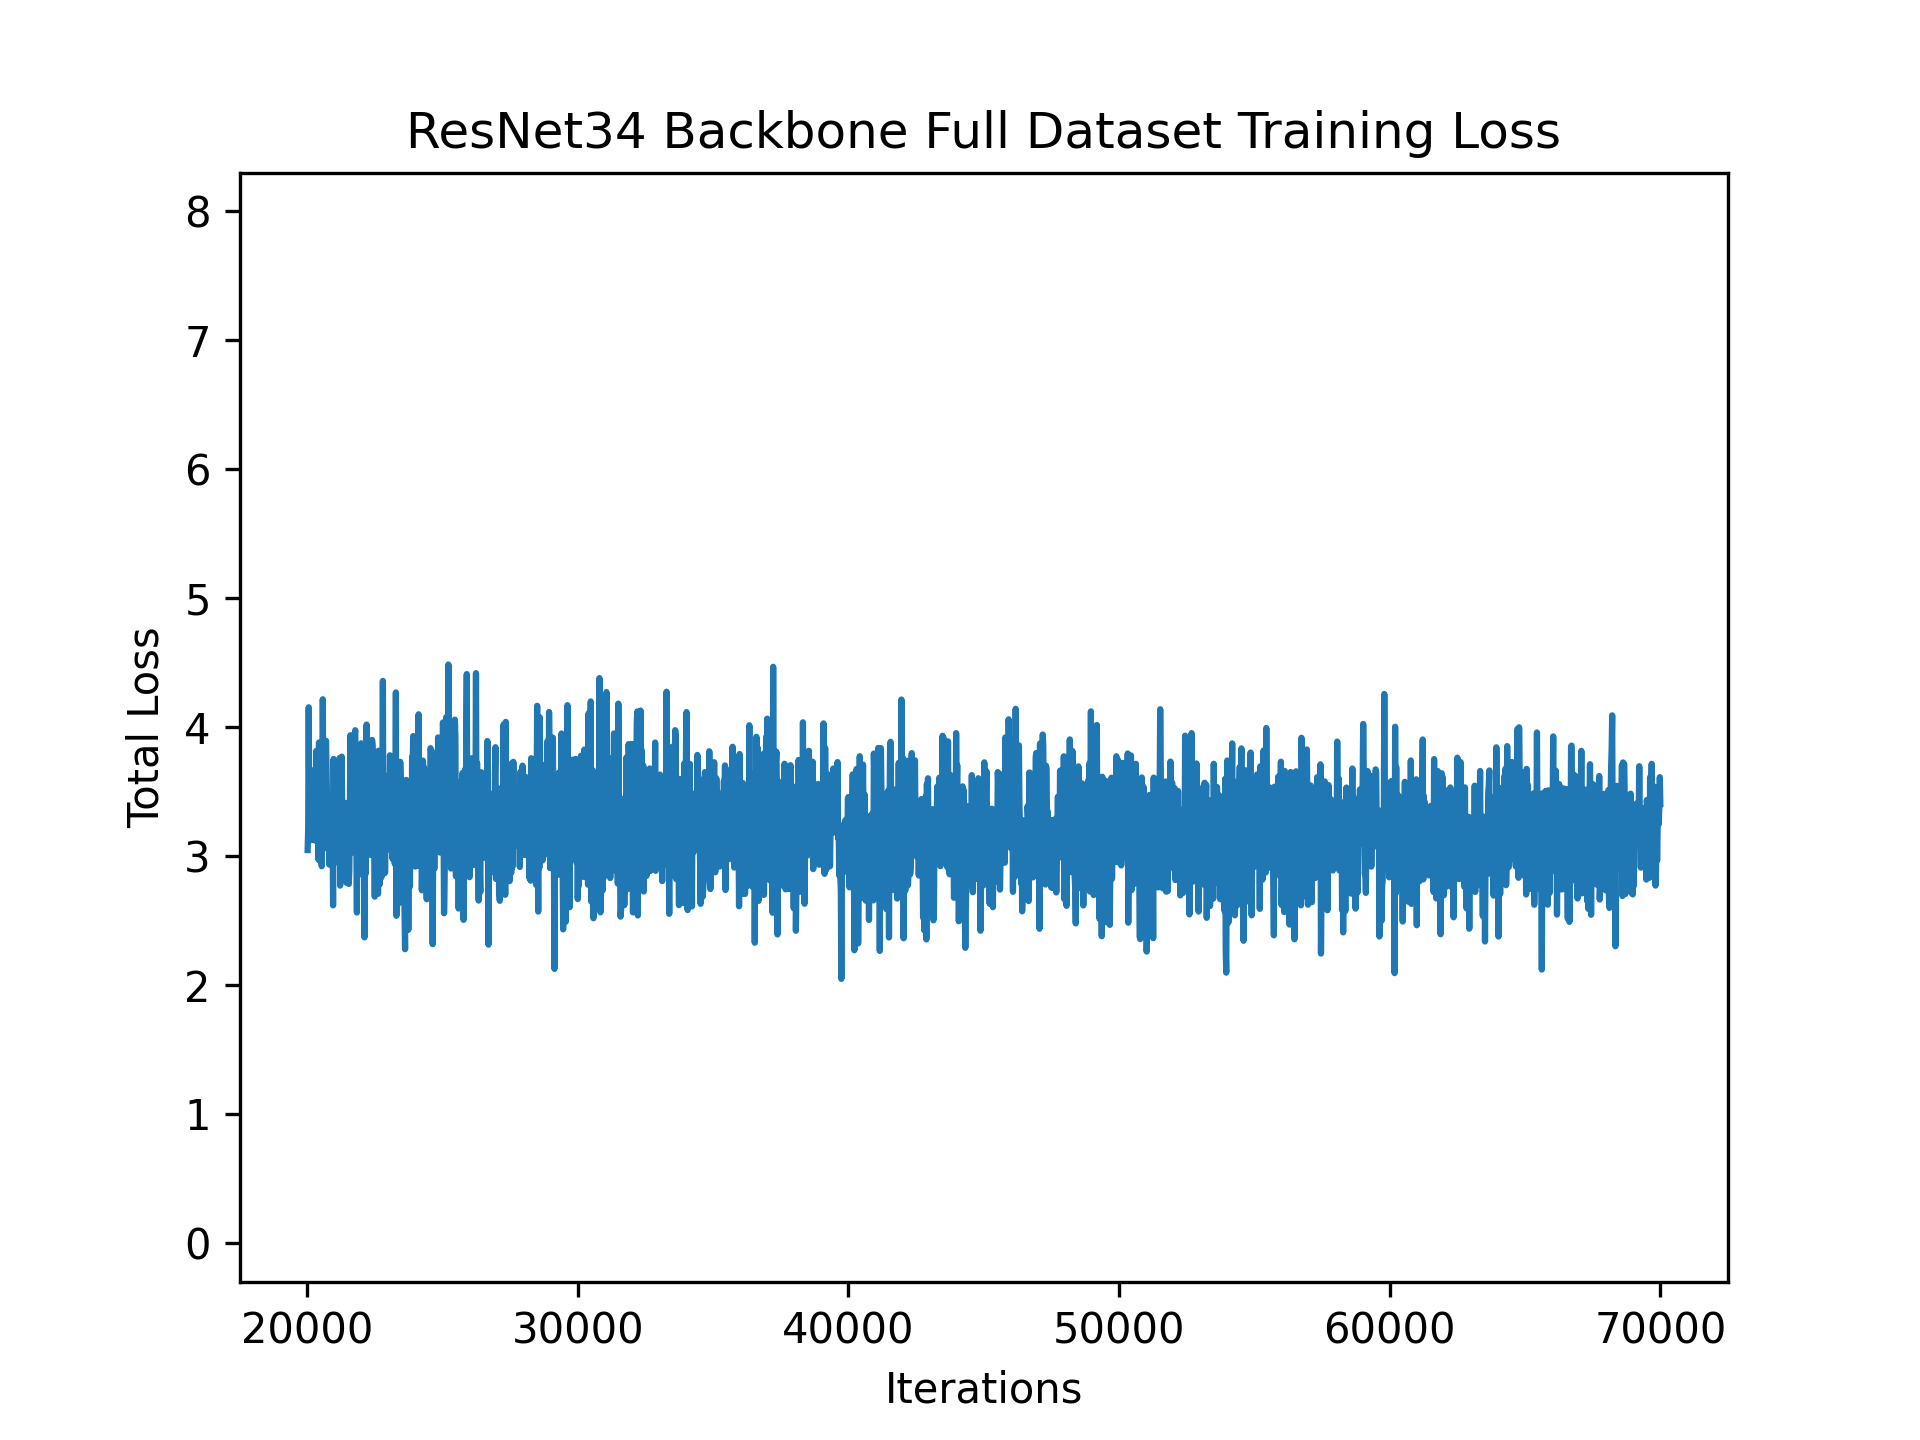 ResNet34 Backbone Full Dataset Training Loss
8
7
6
5
4
3
2
1
0
Total Loss
20000 30000 40000 50000 60000 70000
Iterations